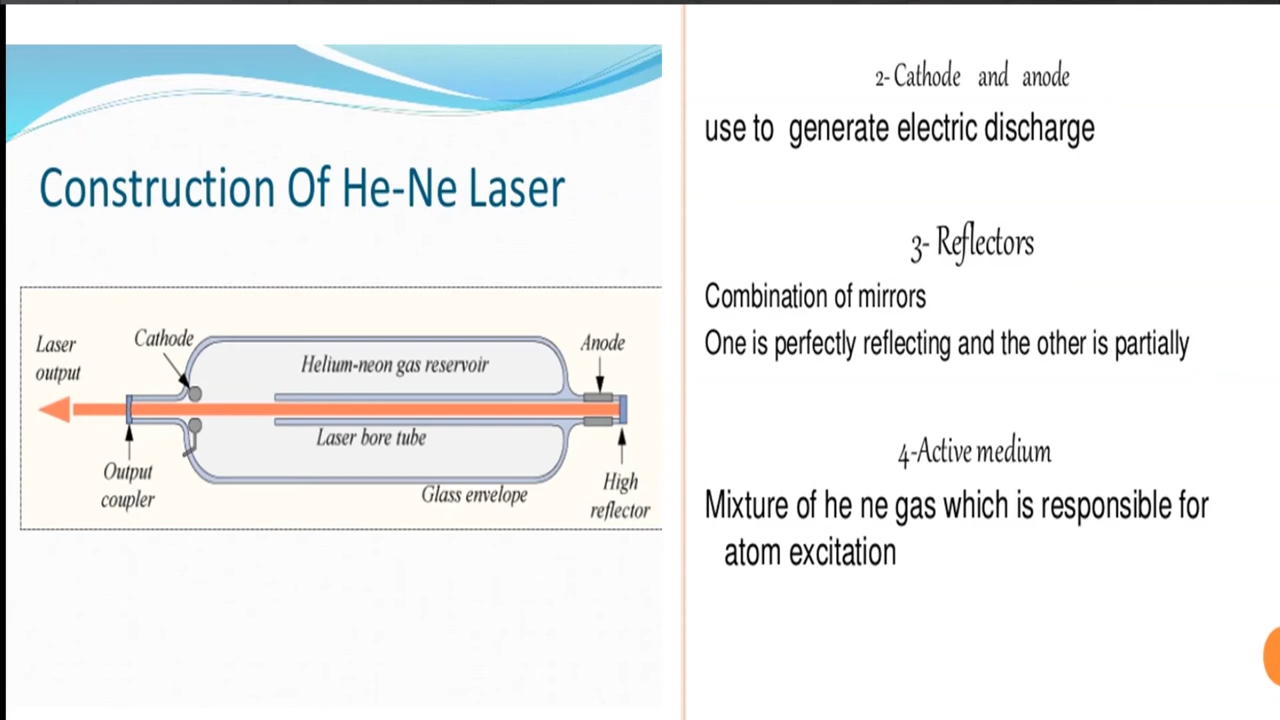 Construction Of He-Ne Laser
Laser
output
Cathode
Helium-neon gas reservoir
Anode
Laser bore tube
Output
coupler
Glass envelope
High
reflector
2- Cathode and anode
use to generate electric discharge
3- Reflectors
Combination of mirrors
One is perfectly reflecting and the other is partially
4-Active medium
Mixture of he ne gas which is responsible for
atom excitation